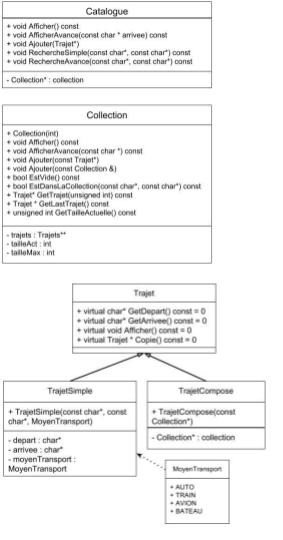 Catalogue
+ void Afficher() const
+ void AfficherAvance(const char * arrivee) const
+ void Ajouter(Trajet*)
+ void RechercheSimple(const char*, const char*) const
+ void RechercheAvance(const char*, const char*) const
- Collection* : collection
Collection
+ Collection(int)
+ void Afficher() const
+ void AfficherAvance(const char *) const
+ void Ajouter(const Trajet*)
+ void Ajouter(const Collection &)
+ bool EstVide() const
+ bool EstDansLaCollection(const char*, const char*) const
+ Trajet* GetTrajet(unsigned int) const
+ Trajet * GetLastTrajet() const
+ unsigned int GetTailleActuelle() const
- trajets : Trajets**
- tailleAct : int
- tailleMax : int
Trajet
+ virtual char* GetDepart() const = 0
+ virtual char* GetArrivee() const = 0
+ virtual void Afficher() const = 0
+ virtual Trajet * Copie() const = 0
TrajetSimple
+ TrajetSimple(const char*, const
char*, MoyenTransport)
- depart : char*
- arrivee : char*
- moyenTransport :
MoyenTransport
TrajetCompose
+ TrajetCompose(const
Collection*)
- Collection* : collection
MoyenTransport
+ AUTO
+ TRAIN
+ AVION
+ BATEAU